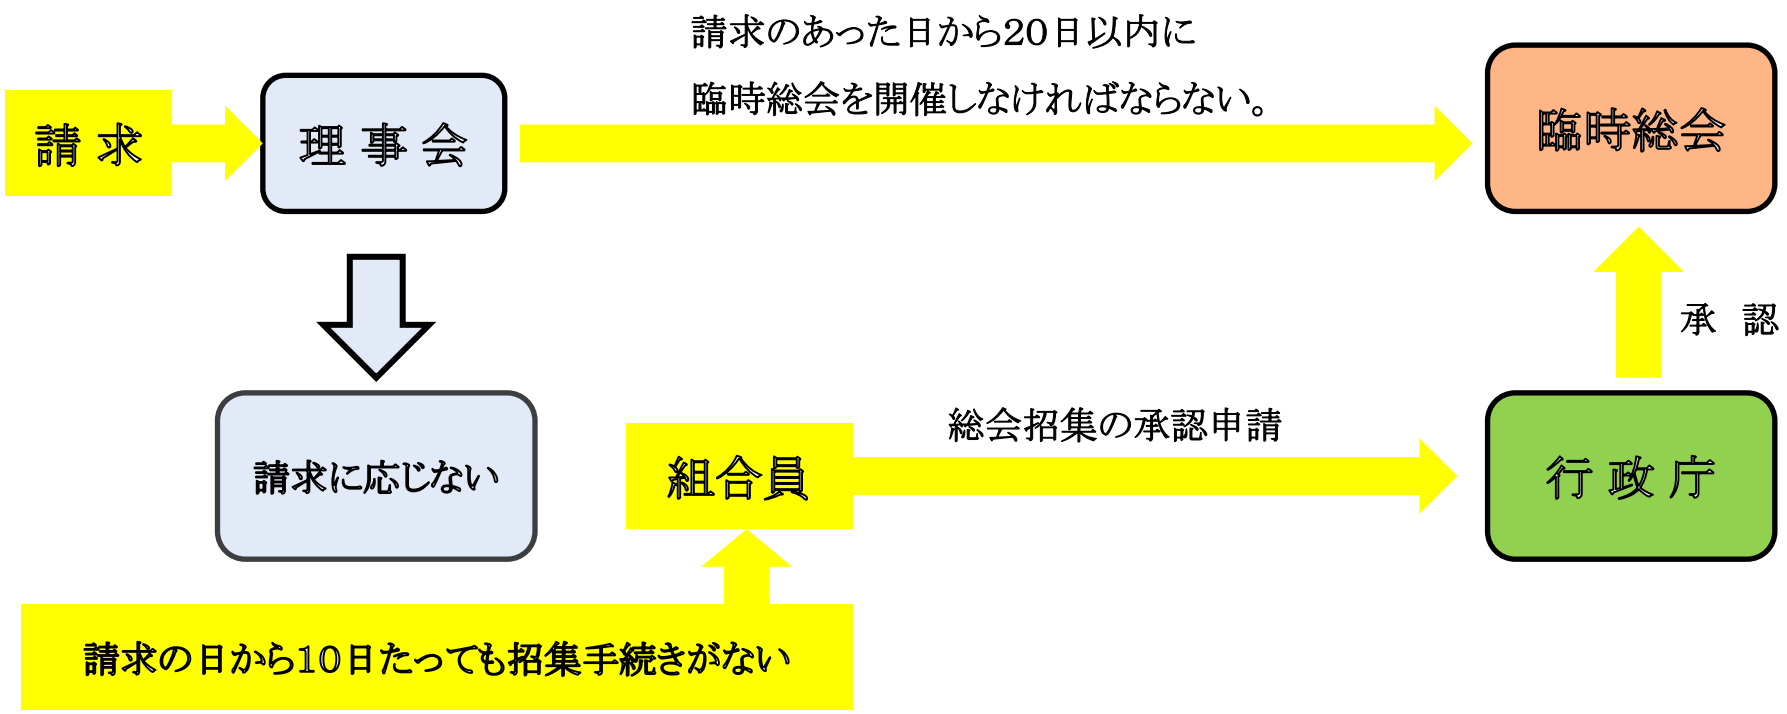 請求のあった日から20日以内に
臨時総会を開催しなければならない。
請 求
理 事 会
臨時総会
承　認
請求に応じない
組合員
総会招集の承認申請
行 政 庁
請求の日から10日たっても招集手続きがない